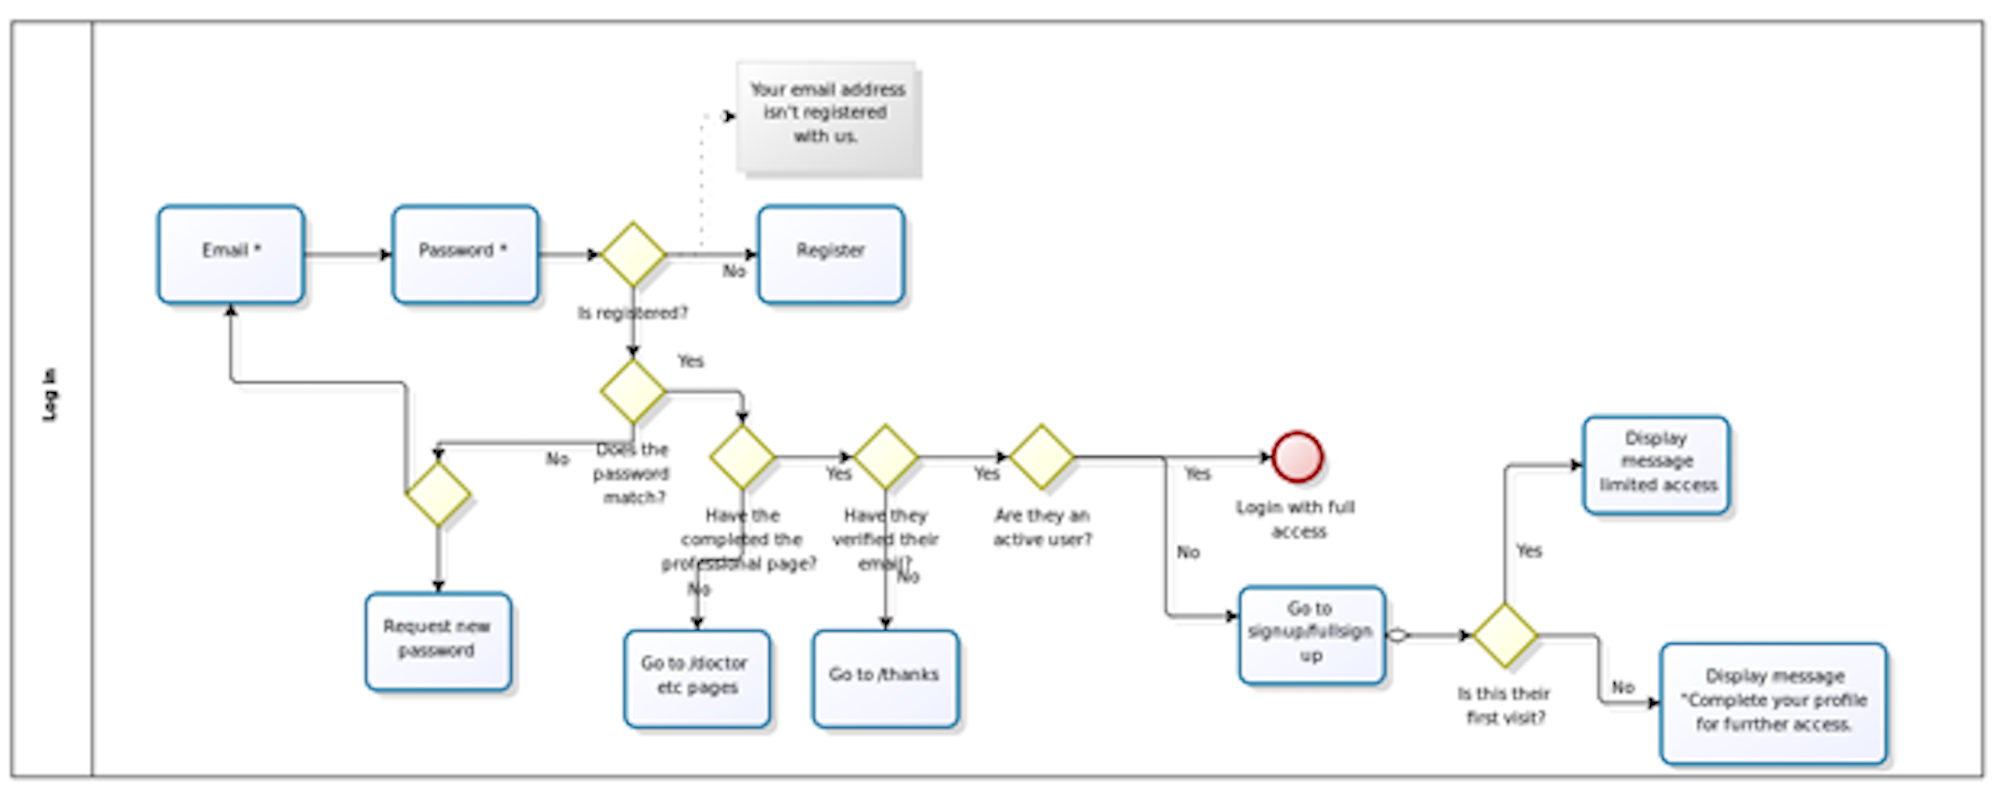 Log in
Your email address
isn't registered
with us.
Email *
Password *
Register
No
Is registered?
Yes
No
Does the
password
match?
Yes
Yes
Yes
Have the
completed the
professional page?
Have they
verified their
email?
Are they an
active user?
Login with full
access
No
No
No
Display
message
limited access
Yes
Request new
password
Go to /doctor
etc pages
Go to /thanks
Go to
signup/fullsign
up
Is this their
first visit?
No
Display message
"Complete your profile
for furrther access.